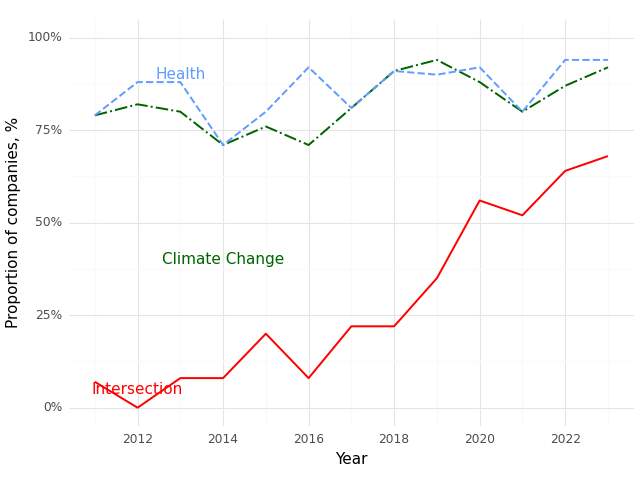 100%
75%
50%
25%
0%
Proportion of companies, %
Health
Climate Change
Intersection
2012 2014 2016 2018 2020 2022
Year